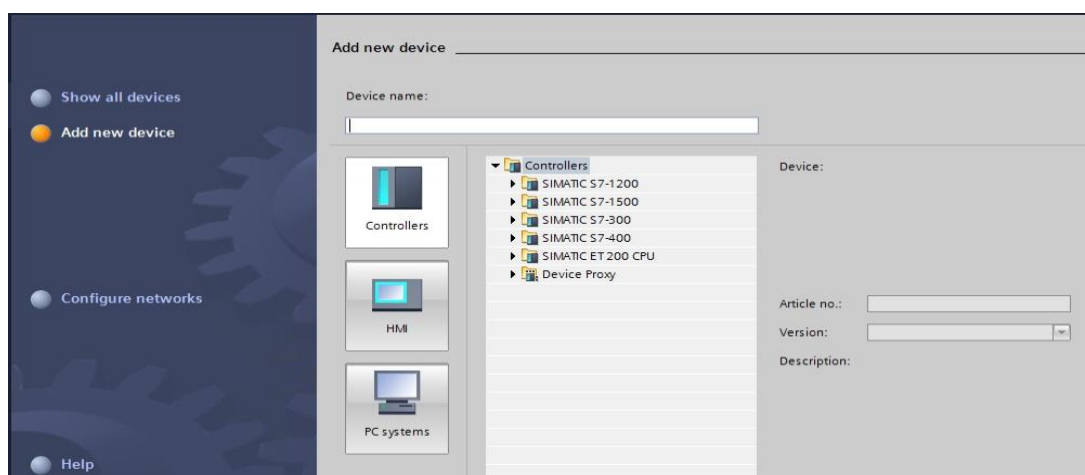 Add new device
Show all devices
Add new device
Configure networks
Help
Device name:
Controllers
HMI
PC systems
Controllers
SIMATIC S7-1200
SIMATIC S7-1500
SIMATIC S7-300
SIMATIC S7-400
SIMATIC ET 200 CPU
Device Proxy
Device:
Article no.:
Version:
Description: